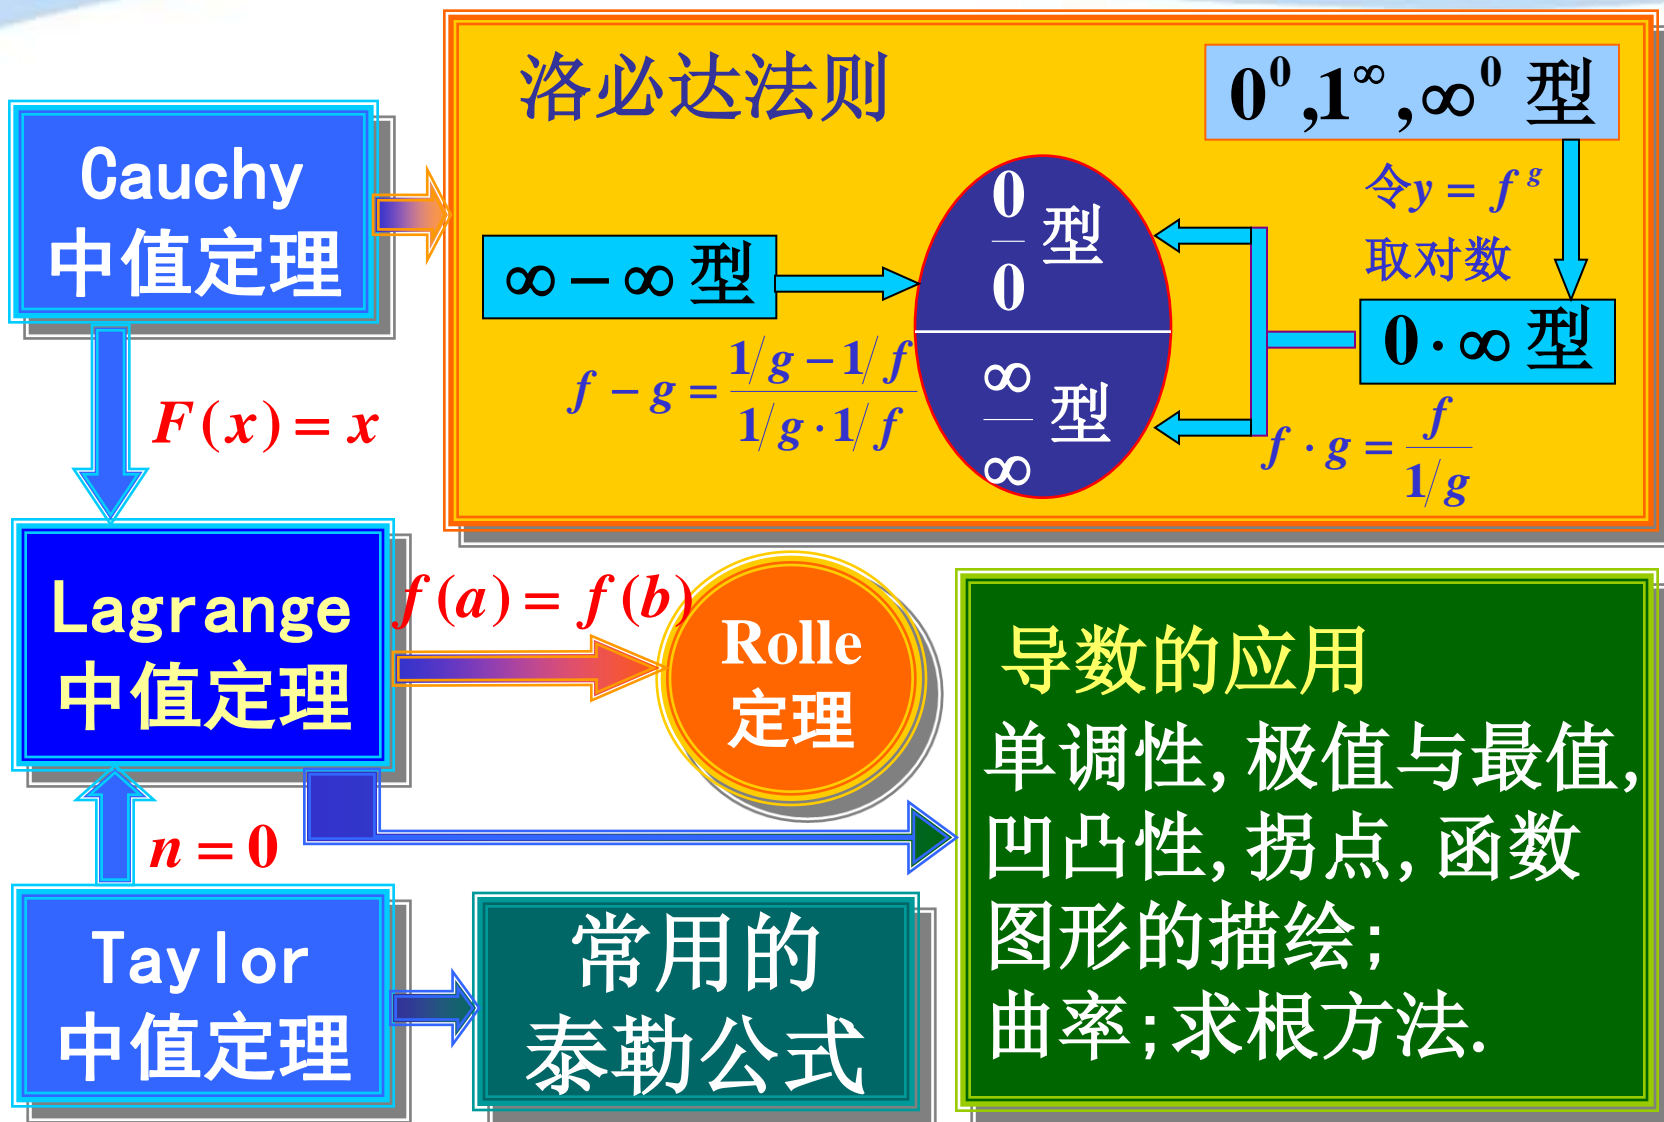 洛必达法则
0^0 ,1^∞ ,∞^0 型
Cauchy
中值定理
令y = f^g
取对数
0/0 型
∞ − ∞ 型
0 · ∞ 型
f − g = (1/g − 1/f)/(1/g · 1/f)
∞/∞ 型
f · g = f/(1/g)
F(x) = x
Lagrange
中值定理
f(a) = f(b)
Rolle
定理
导数的应用
单调性,极值与最值,
凹凸性,拐点,函数
图形的描绘;
曲率;求根方法.
n = 0
Taylor
中值定理
常用的
泰勒公式